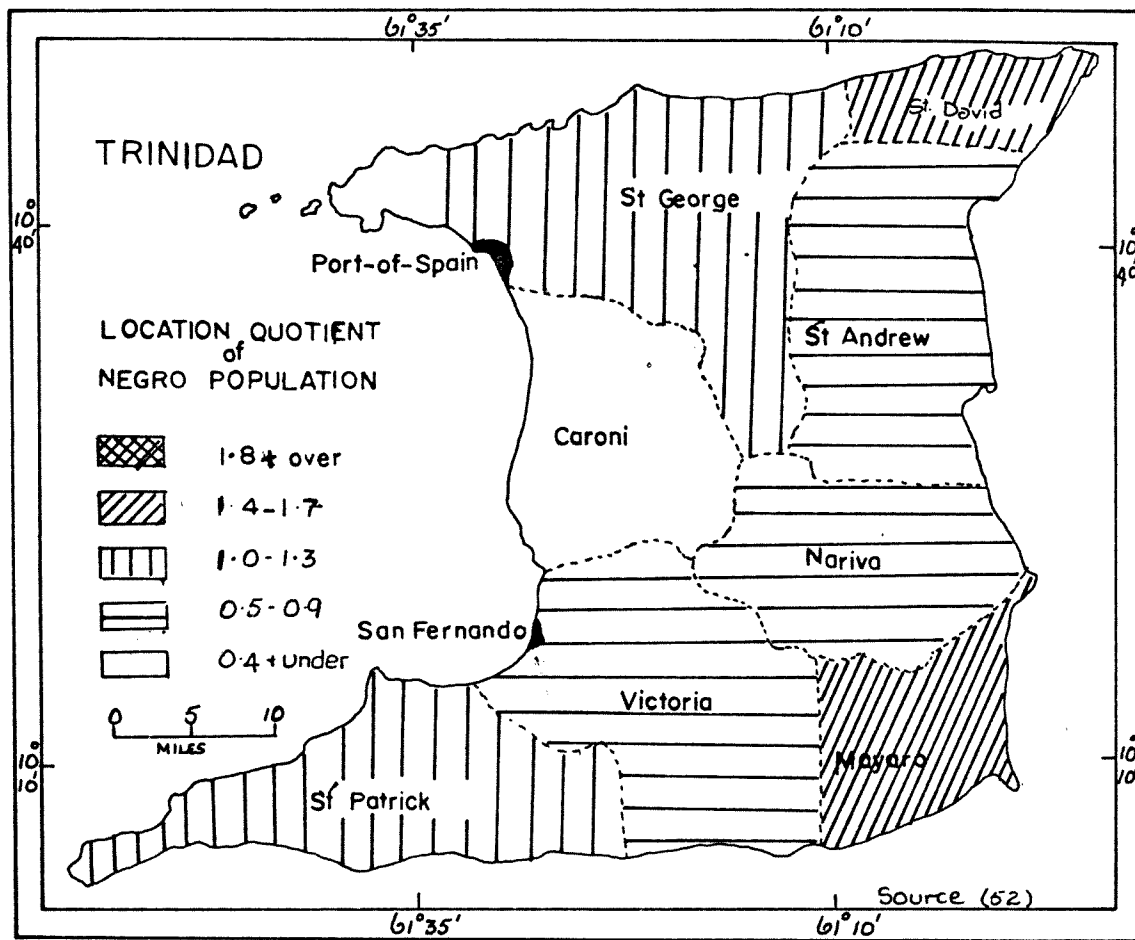 61°35' 61°10'
St. David
TRINIDAD
St George
10°
40'
10°
40'
Port-of-Spain
LOCATION QUOTIENT
of
NEGRO POPULATION
St Andrew
Caroni
1·8 + over
1·4-1·7
1·0-1·3
0·5-0·9
0·4 + under
Nariva
San Fernando
Victoria
0 5 10
MILES
Mayaro
10°
10'
10°
10'
St Patrick
Source (52)
61°35' 61°10'